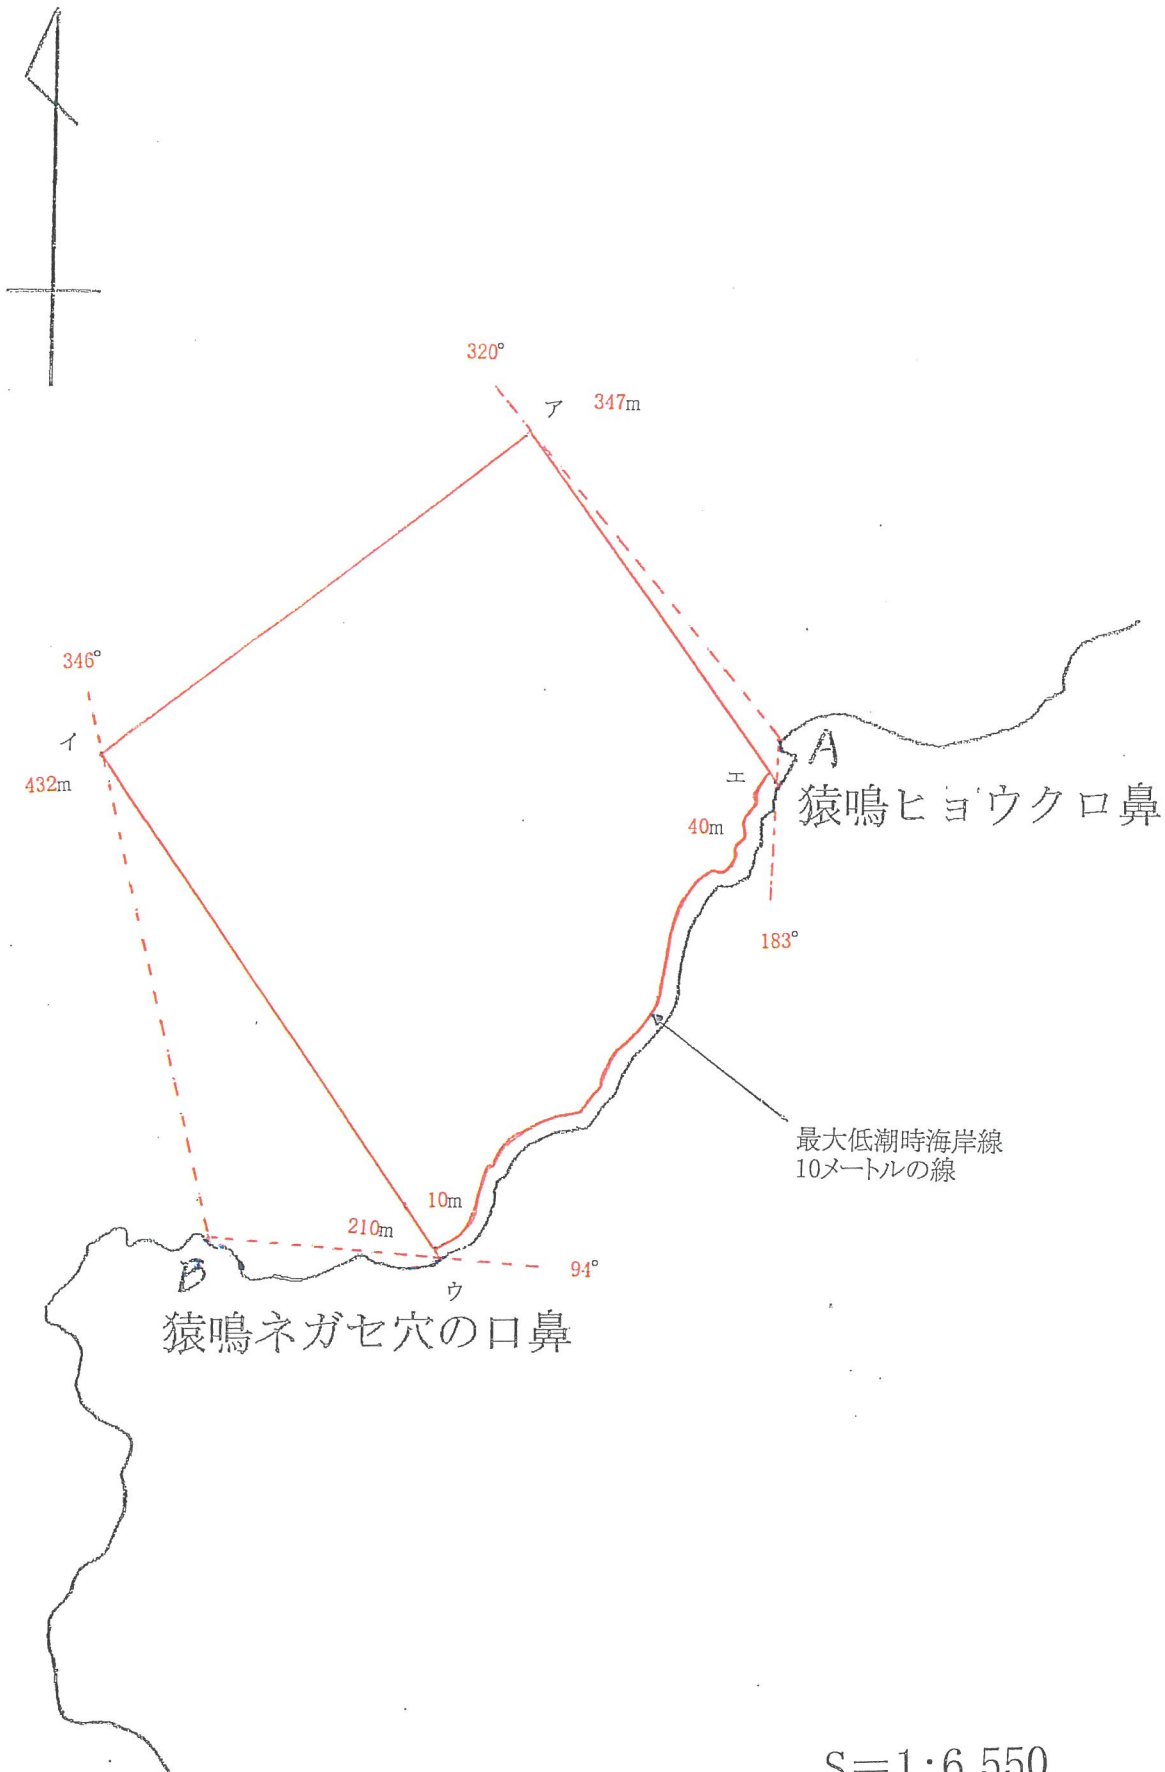 320°
ア
347m
346°
イ
432m
A
エ
猿鳴ヒョウクロ鼻
40m
183°
最大低潮時海岸線
10メートルの線
10m
210m
94°
B
ウ
猿鳴ネガセ穴の口鼻
S＝1:6,550